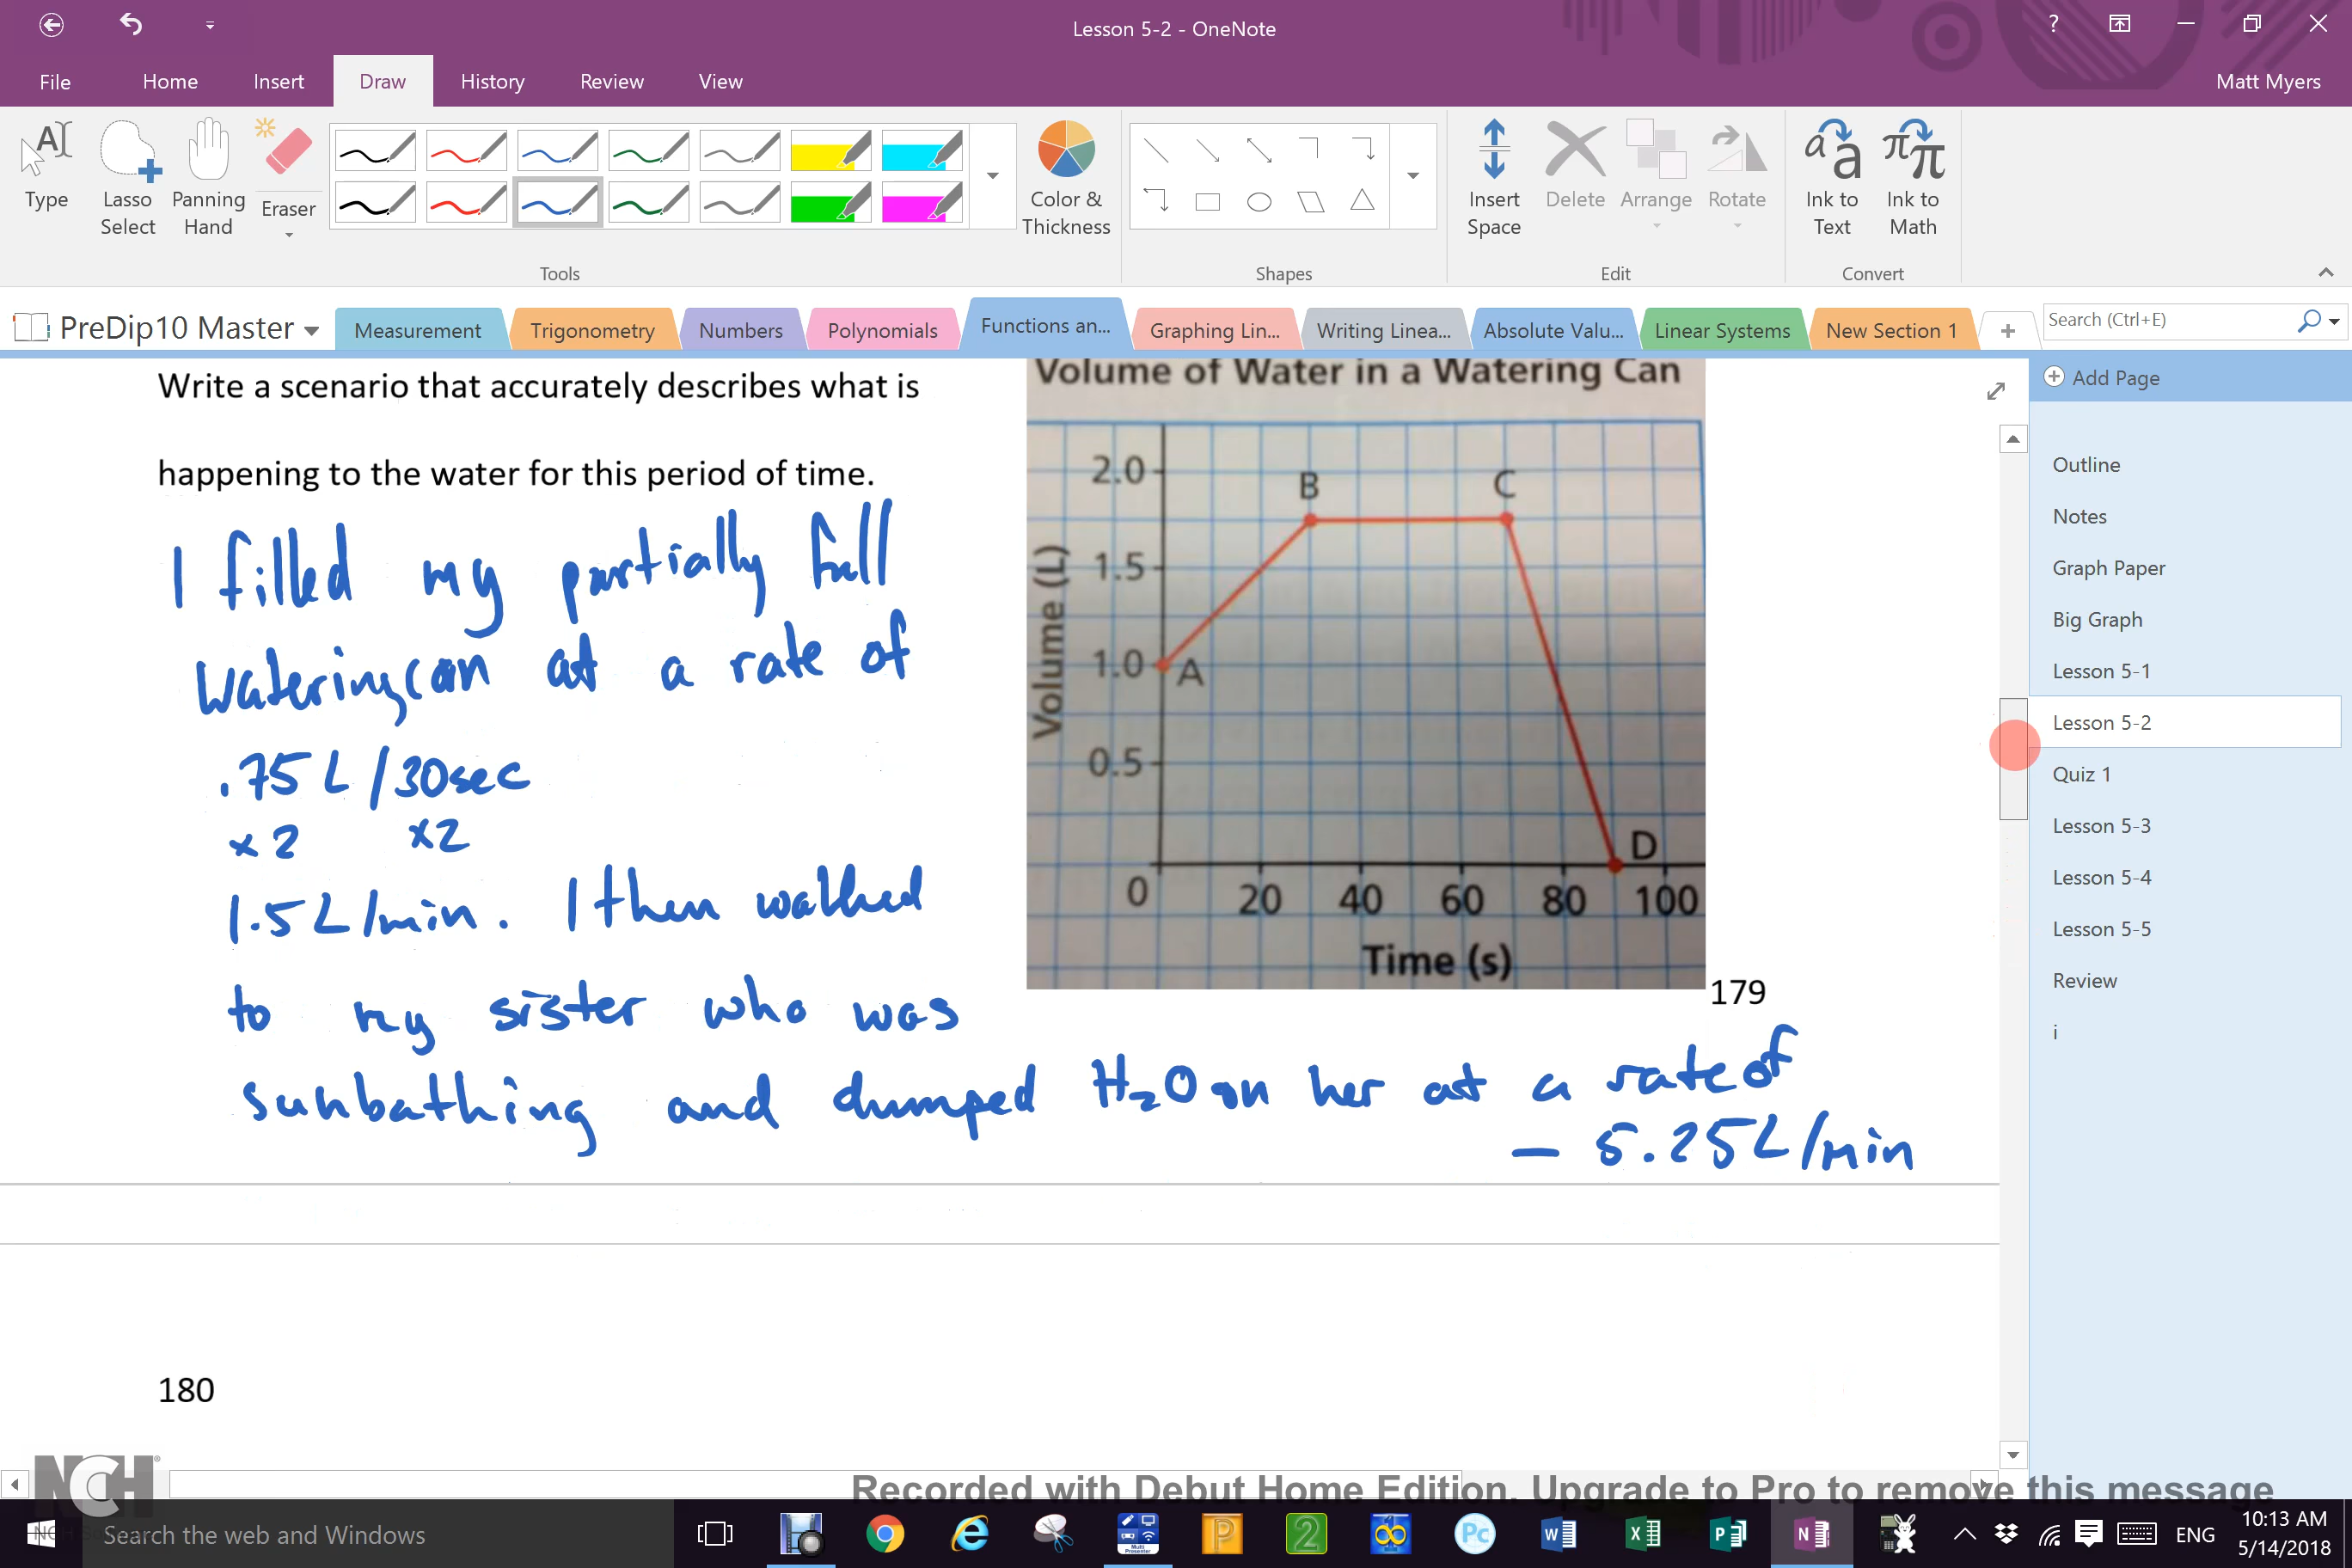 Lesson 5-2 - OneNote
?
File Home Insert Draw History Review View
Matt Myers
Type
Lasso Select
Panning Hand
Eraser
Color & Thickness
Insert Space
Delete
Arrange
Rotate
Ink to Text
Ink to Math
Tools
Shapes
Edit
Convert
PreDip10 Master
Measurement
Trigonometry
Numbers
Polynomials
Functions an...
Graphing Lin...
Writing Linea...
Absolute Valu...
Linear Systems
New Section 1
+
Search (Ctrl+E)
Write a scenario that accurately describes what is
happening to the water for this period of time.
I filled my partially full
watering can at a rate of
.75 L /30sec
x 2 x2
1.5 L /min. I then walked
to my sister who was
sunbathing and dumped H₂O on her at a rate of
- 5.25 L/min
Volume of Water in a Watering Can
Volume (L)
2.0
1.5
1.0
0.5
0 20 40 60 80 100
A
B
C
D
Time (s)
179
180
Add Page
Outline
Notes
Graph Paper
Big Graph
Lesson 5-1
Lesson 5-2
Quiz 1
Lesson 5-3
Lesson 5-4
Lesson 5-5
Review
i
NCH
Recorded with Debut Home Edition. Upgrade to Pro to remove this message
Search the web and Windows
ENG
10:13 AM
5/14/2018